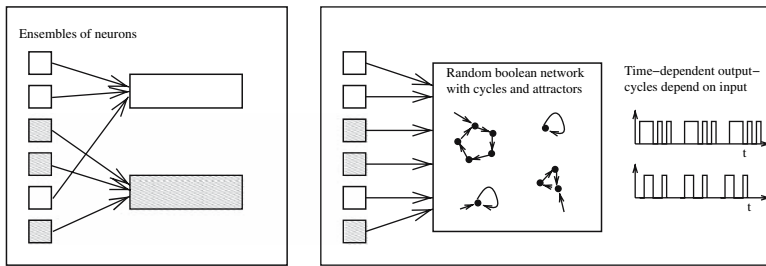 Ensembles of neurons
Random boolean network
with cycles and attractors
Time−dependent output−
cycles depend on input
t
t